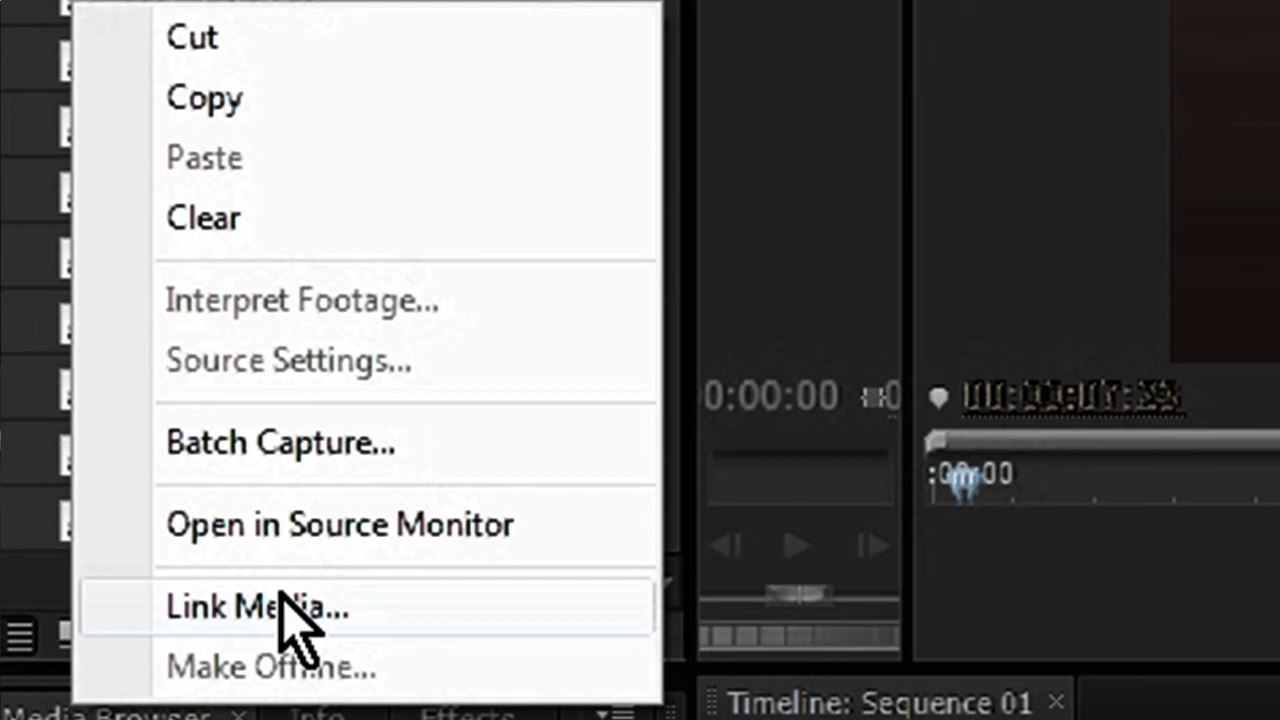 Cut
Copy
Paste
Clear
Interpret Footage...
Source Settings...
Batch Capture...
Open in Source Monitor
Link Media...
Make Offline...
0:00:00
:00:00
Media Browser ×
Info
Effects
Timeline: Sequence 01 ×